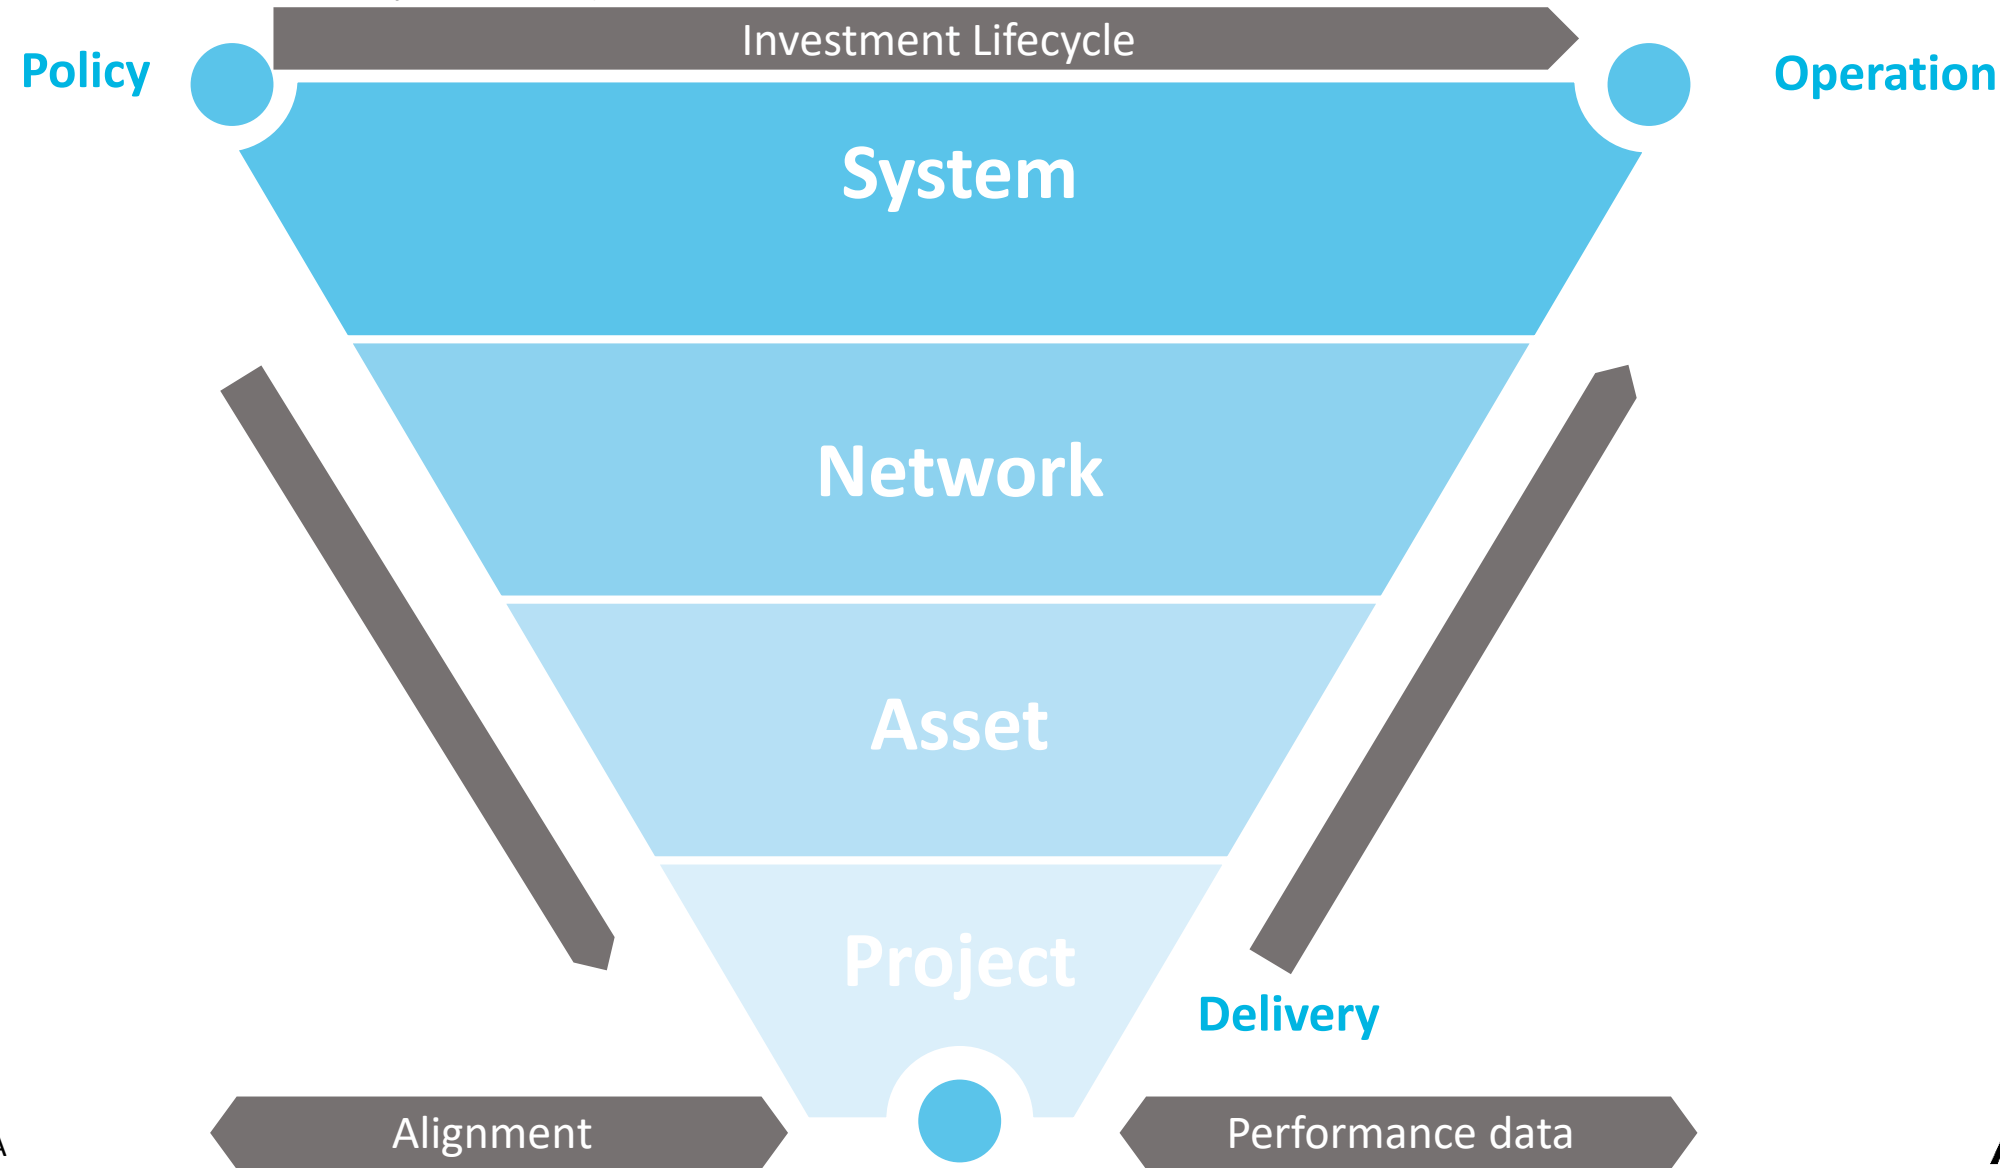 Investment Lifecycle
Policy
Operation
System
Network
Asset
Project
Delivery
Alignment
Performance data